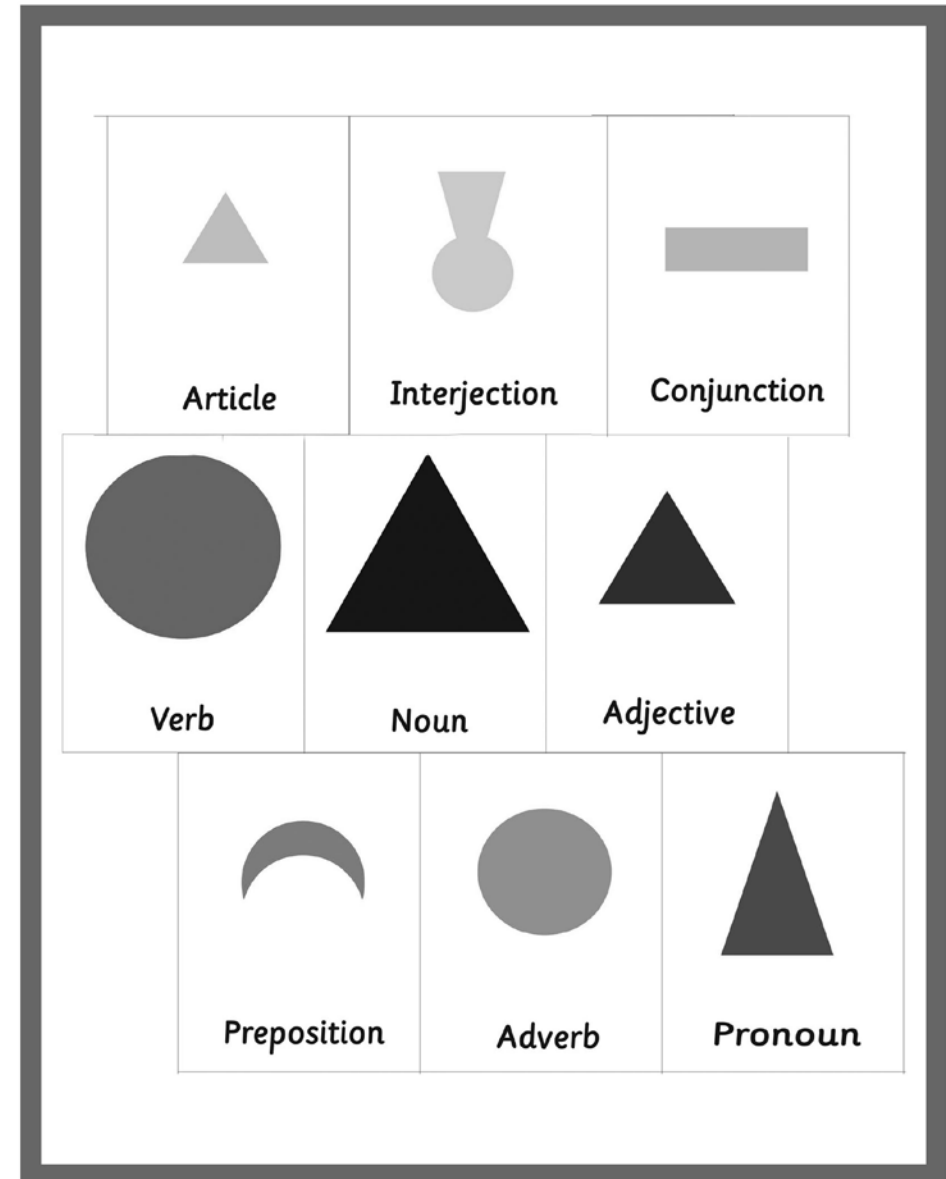 Article
Interjection
Conjunction
Verb
Noun
Adjective
Preposition
Adverb
Pronoun